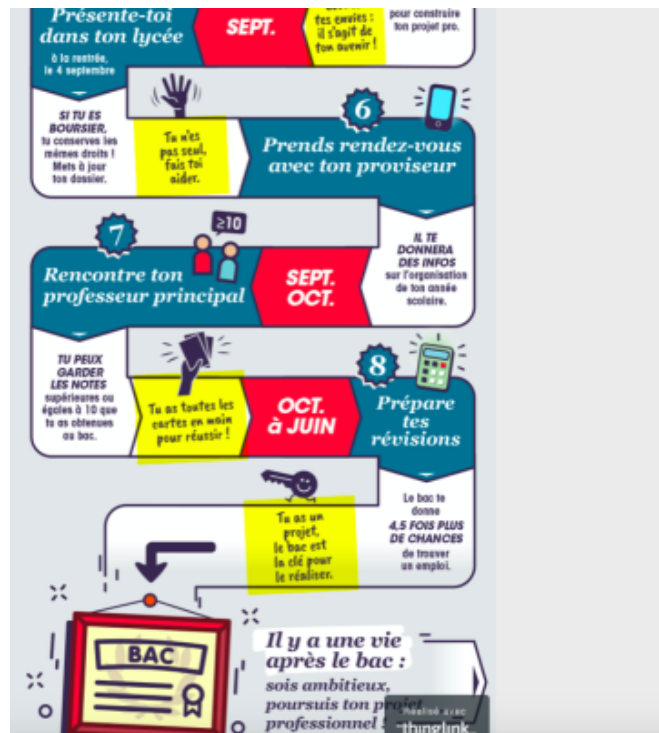 Présente-toi
dans ton lycée
à la rentrée,
le 4 septembre
SEPT.
tes envies :
il s'agit de
ton avenir !
pour construire
ton projet pro.
SI TU ES
BOURSIER,
tu conserves les
mêmes droits !
Mets à jour
ton dossier.
Tu n'es
pas seul,
fais toi
aider.
6
Prends rendez-vous
avec ton proviseur
IL TE
DONNERA
DES INFOS
sur l'organisation
de ton année
scolaire.
7
≥10
Rencontre ton
professeur principal
SEPT.
OCT.
TU PEUX
GARDER
LES NOTES
supérieures ou
égales à 10 que
tu as obtenues
au bac.
Tu as toutes les
cartes en main
pour réussir !
OCT.
à JUIN
8
Prépare
tes
révisions
Le bac te
donne
4,5 FOIS PLUS
DE CHANCES
de trouver
un emploi.
Tu as un
projet,
le bac est
la clé pour
le réaliser.
BAC
Il y a une vie
après le bac :
sois ambitieux,
poursuis ton projet
professionnel !
Réalisé avec
thinglink